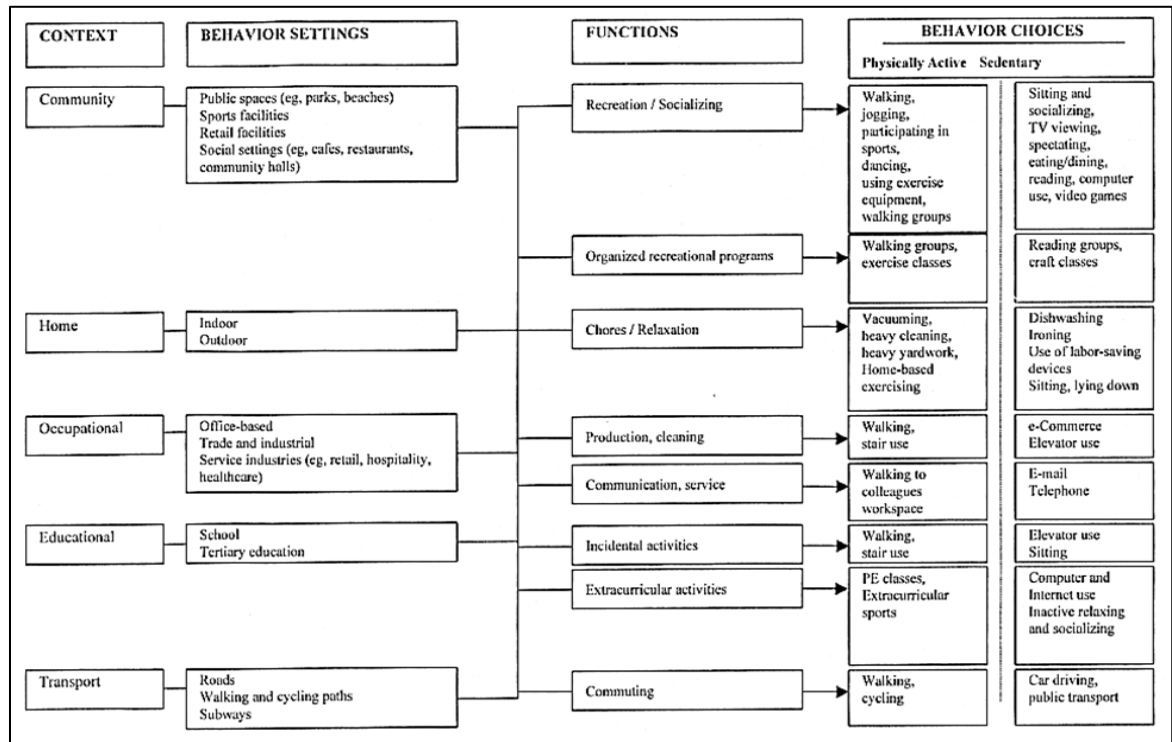 CONTEXT
BEHAVIOR SETTINGS
FUNCTIONS
BEHAVIOR CHOICES
Physically Active Sedentary
Community
Public spaces (eg, parks, beaches)
Sports facilities
Retail facilities
Social settings (eg, cafes, restaurants,
community halls)
Recreation / Socializing
Walking,
jogging,
participating in
sports,
dancing,
using exercise
equipment,
walking groups
Sitting and
socializing,
TV viewing,
spectating,
eating/dining,
reading, computer
use, video games
Organized recreational programs
Walking groups,
exercise classes
Reading groups,
craft classes
Home
Indoor
Outdoor
Chores / Relaxation
Vacuuming,
heavy cleaning,
heavy yardwork,
Home-based
exercising
Dishwashing
Ironing
Use of labor-saving
devices
Sitting, lying down
Occupational
Office-based
Trade and industrial
Service industries (eg, retail, hospitality,
healthcare)
Production, cleaning
Walking,
stair use
e-Commerce
Elevator use
Communication, service
Walking to
colleagues
workspace
E-mail
Telephone
Educational
School
Tertiary education
Incidental activities
Walking,
stair use
Elevator use
Sitting
Extracurricular activities
PE classes,
Extracurricular
sports
Computer and
Internet use
Inactive relaxing
and socializing
Transport
Roads
Walking and cycling paths
Subways
Commuting
Walking,
cycling
Car driving,
public transport